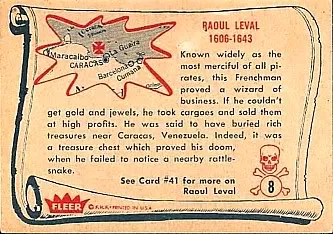 RAOUL LEVAL
1606-1643
Maracaibo
La Guaira
CARACAS
Barcelona
Cumana
Known widely as the
most merciful of all pi-
rates, this Frenchman
proved a wizard of
business. If he couldn't
get gold and jewels, he took cargoes and sold them
at high profits. He was said to have buried rich
treasures near Caracas, Venezuela. Indeed, it was
a treasure chest which proved his doom,
when he failed to notice a nearby rattle-
snake.
See Card #41 for more on
Raoul Leval
8
FLEER
© F.H.F. PRINTED IN U.S.A.